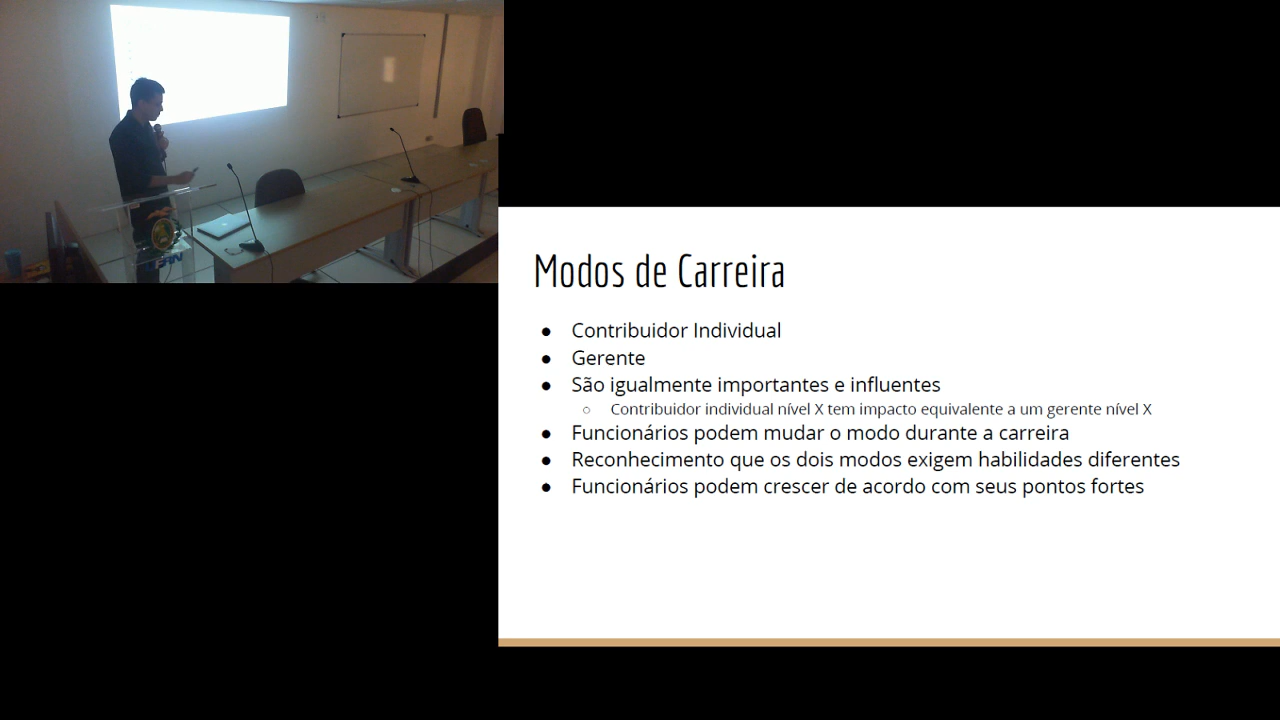 Modos de Carreira
● Contribuidor Individual
● Gerente
● São igualmente importantes e influentes
○ Contribuidor individual nível X tem impacto equivalente a um gerente nível X
● Funcionários podem mudar o modo durante a carreira
● Reconhecimento que os dois modos exigem habilidades diferentes
● Funcionários podem crescer de acordo com seus pontos fortes